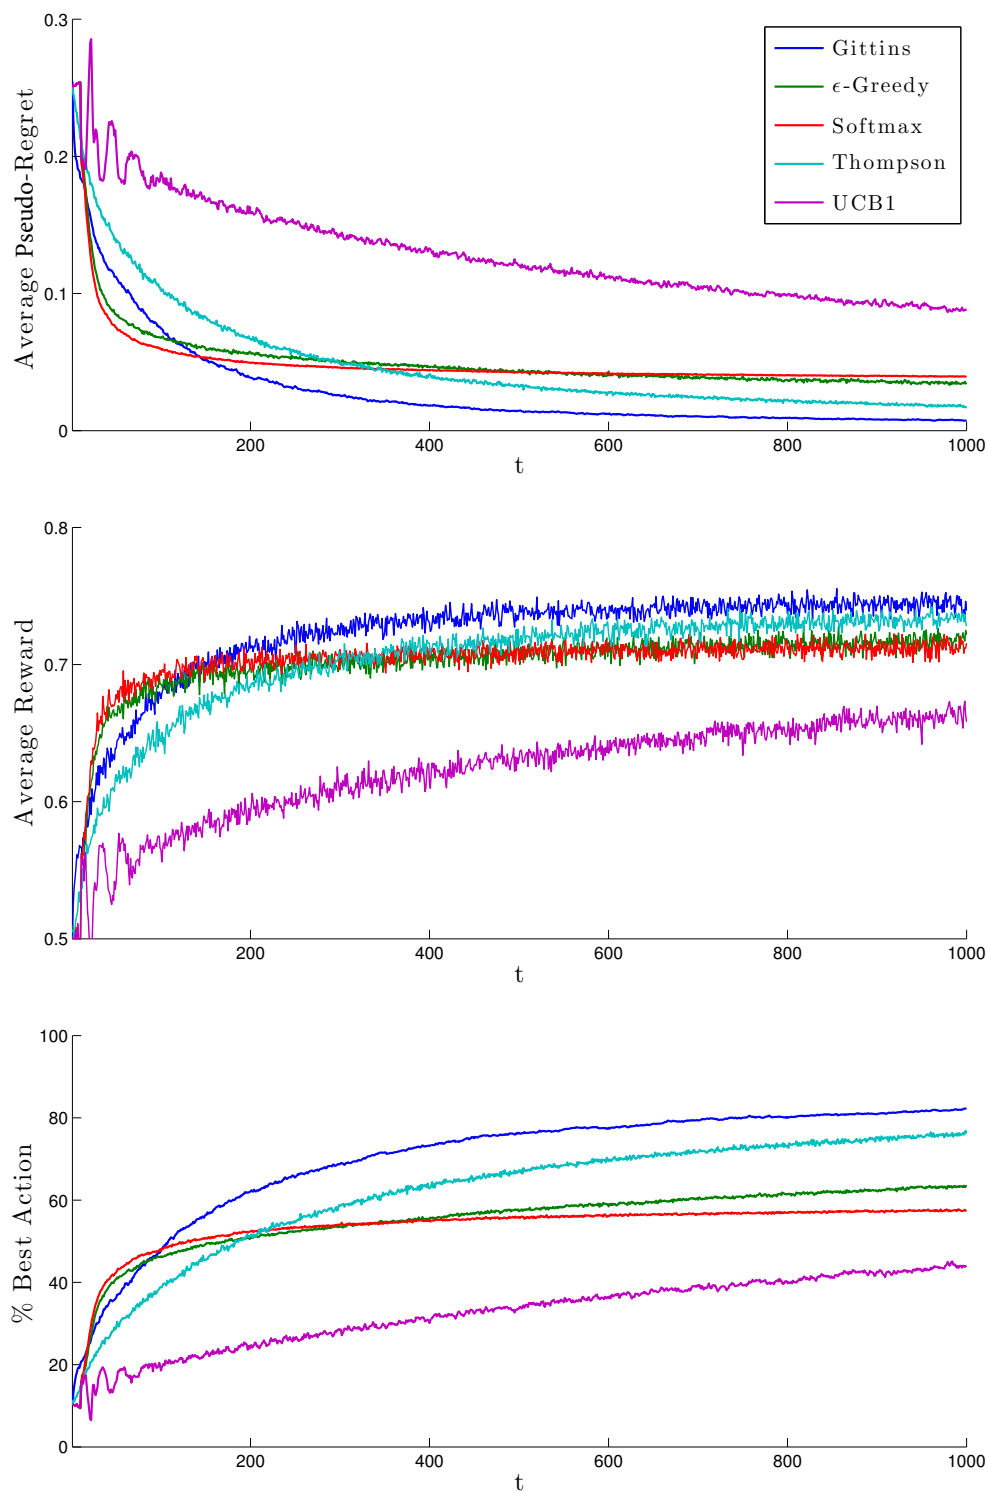 0.3
0.2
0.1
0
Average Pseudo-Regret
Gittins
ϵ-Greedy
Softmax
Thompson
UCB1
200 400 600 800 1000
t
0.8
0.7
0.6
0.5
Average Reward
200 400 600 800 1000
t
100
80
60
40
20
0
% Best Action
200 400 600 800 1000
t